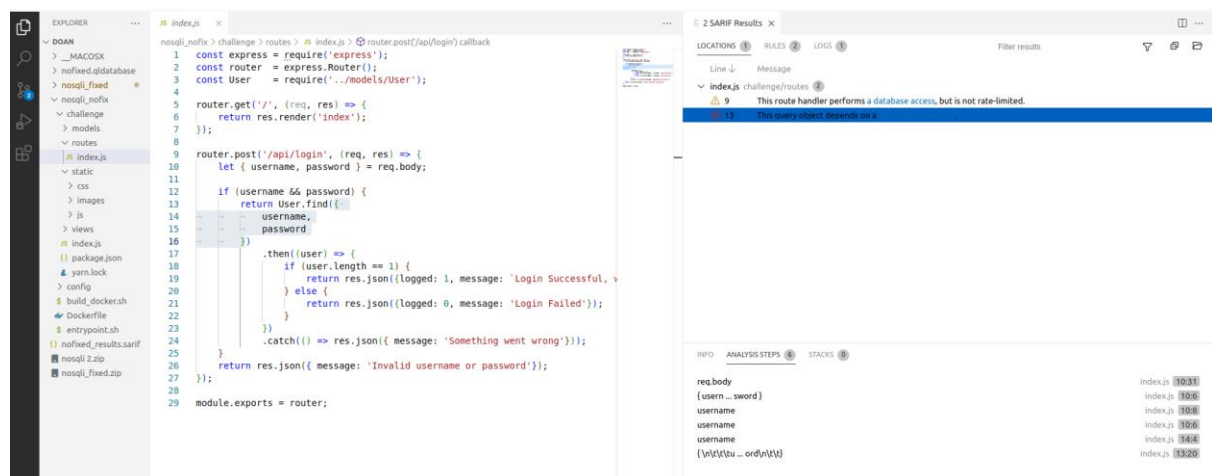 EXPLORER ...
DOAN
__MACOSX
nofixed.qldatabase
nosqli_fixed
nosqli_nofix
challenge
models
routes
JS index.js
static
css
images
js
views
JS index.js
{} package.json
yarn.lock
config
$ build_docker.sh
Dockerfile
$ entrypoint.sh
{} nofixed_results.sarif
nosqli 2.zip
nosqli_fixed.zip
JS index.js ×
...
nosqli_nofix > challenge > routes > JS index.js > router.post('/api/login') callback
1 const express = require('express');
2 const router = express.Router();
3 const User = require('../models/User');
4
5 router.get('/', (req, res) => {
6 return res.render('index');
7 });
8
9 router.post('/api/login', (req, res) => {
10 let { username, password } = req.body;
11
12 if (username && password) {
13 return User.find({
14 username,
15 password
16 })
17 .then((user) => {
18 if (user.length == 1) {
19 return res.json({logged: 1, message: `Login Successful, w
20 } else {
21 return res.json({logged: 0, message: 'Login Failed'});
22 }
23 })
24 .catch(() => res.json({ message: 'Something went wrong'}));
25 }
26 return res.json({ message: 'Invalid username or password'});
27 });
28
29 module.exports = router;
2 SARIF Results ×
LOCATIONS 1 RULES 2 LOGS 1 Filter results
Line ↓ Message
index.js challenge/routes 2
9 This route handler performs a database access, but is not rate-limited.
13 This query object depends on a
INFO ANALYSIS STEPS 6 STACKS 0
req.body index.js 10:31
{ usern ... sword } index.js 10:6
username index.js 10:8
username index.js 10:6
username index.js 14:4
{\n\t\t\tu ... ord\n\t\t} index.js 13:20